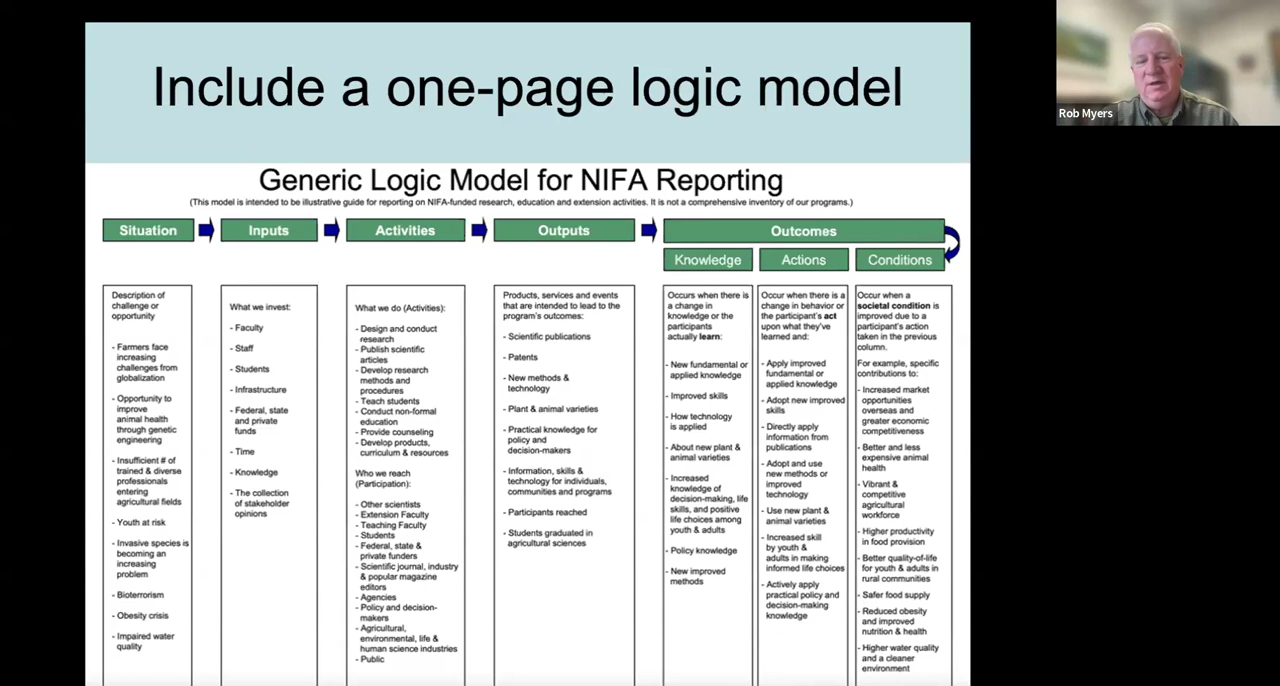 Include a one-page logic model
Rob Myers
Generic Logic Model for NIFA Reporting
(This model is intended to be illustrative guide for reporting on NIFA-funded research, education and extension activities. It is not a comprehensive inventory of our programs.)
Situation
Inputs
Activities
Outputs
Outcomes
Knowledge
Actions
Conditions
Description of
challenge or
opportunity
- Farmers face
increasing
challenges from
globalization
- Opportunity to
improve
animal health
through genetic
engineering
- Insufficient # of
trained & diverse
professionals
entering
agricultural fields
- Youth at risk
- Invasive species is
becoming an
increasing
problem
- Bioterrorism
- Obesity crisis
- Impaired water
quality
What we invest:
- Faculty
- Staff
- Students
- Infrastructure
- Federal, state
and private
funds
- Time
- Knowledge
- The collection
of stakeholder
opinions
What we do (Activities):
- Design and conduct
research
- Publish scientific
articles
- Develop research
methods and
procedures
- Teach students
- Conduct non-formal
education
- Provide counseling
- Develop products,
curriculum & resources
Who we reach
(Participation):
- Other scientists
- Extension Faculty
- Teaching Faculty
- Students
- Federal, state &
private funders
- Scientific journal, industry
& popular magazine
editors
- Agencies
- Policy and decision-
makers
- Agricultural,
environmental, life &
human science industries
- Public
Products, services and events
that are intended to lead to the
program's outcomes:
- Scientific publications
- Patents
- New methods &
technology
- Plant & animal varieties
- Practical knowledge for
policy and
decision-makers
- Information, skills &
technology for individuals,
communities and programs
- Participants reached
- Students graduated in
agricultural sciences
Occurs when there is
a change in
knowledge or the
participants
actually learn:
- New fundamental or
applied knowledge
- Improved skills
- How technology
is applied
- About new plant &
animal varieties
- Increased
knowledge of
decision-making, life
skills, and positive
life choices among
youth & adults
- Policy knowledge
- New improved
methods
Occur when there is a
change in behavior or
the participant's act
upon what they've
learned and:
- Apply improved
fundamental or
applied knowledge
- Adopt new improved
skills
- Directly apply
information from
publications
- Adopt and use
new methods or
improved
technology
- Use new plant &
animal varieties
- Increased skill
by youth &
adults in making
informed life choices
- Actively apply
practical policy and
decision-making
knowledge
Occur when a
societal condition is
improved due to a
participant's action
taken in the previous
column.
For example, specific
contributions to:
- Increased market
opportunities
overseas and
greater economic
competitiveness
- Better and less
expensive animal
health
- Vibrant &
competitive
agricultural
workforce
- Higher productivity
in food provision
- Better quality-of-life
for youth & adults in
rural communities
- Safer food supply
- Reduced obesity
and improved
nutrition & health
- Higher water quality
and a cleaner
environment